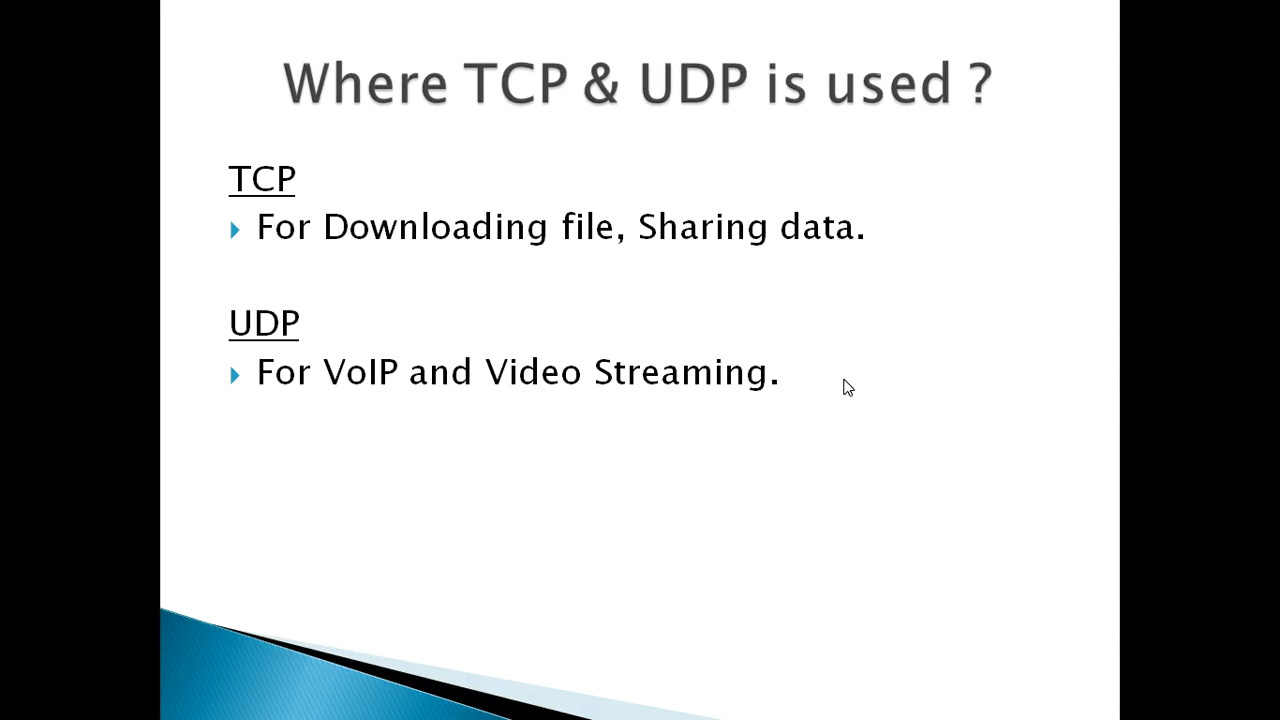 Where TCP & UDP is used ?
TCP
For Downloading file, Sharing data.
UDP
For VoIP and Video Streaming.